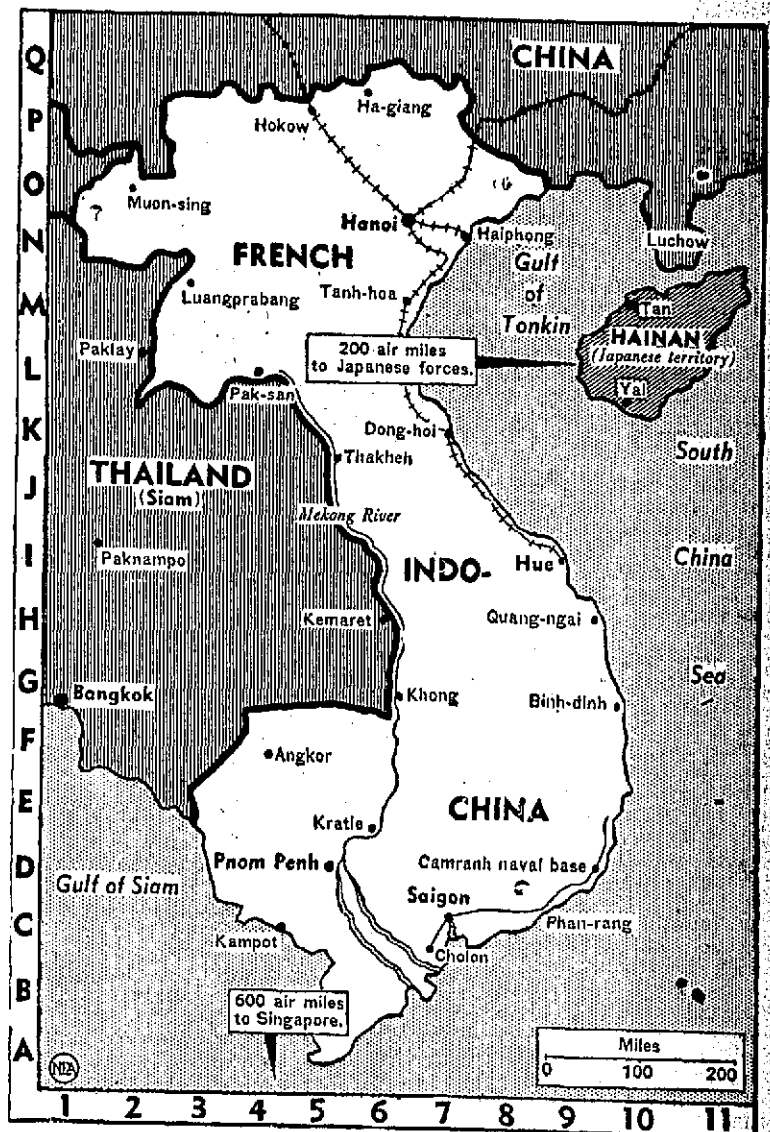 Q
P
O
N
M
L
K
J
I
H
G
F
E
D
C
B
A
CHINA
Ha-giang
Hokow
Muon-sing
Hanoi
Haiphong
Luchow
FRENCH
Gulf
of
Tonkin
Luangprabang
Tanh-hoa
Tan
HAINAN
(Japanese territory)
Yai
200 air miles
to Japanese forces.
Paklay
Pak-san
Dong-hoi
South
THAILAND
(Siam)
Thakheh
Mekong River
Paknampo
INDO-
Hue
China
Kemaret
Quang-ngai
Sea
Bangkok
Khong
Binh-dinh
Angkor
CHINA
Kratie
Pnom Penh
Camranh naval base
Gulf of Siam
Saigon
Phan-rang
Kampot
Cholon
600 air miles
to Singapore.
Miles
0 100 200
NEA
1 2 3 4 5 6 7 8 9 10 11